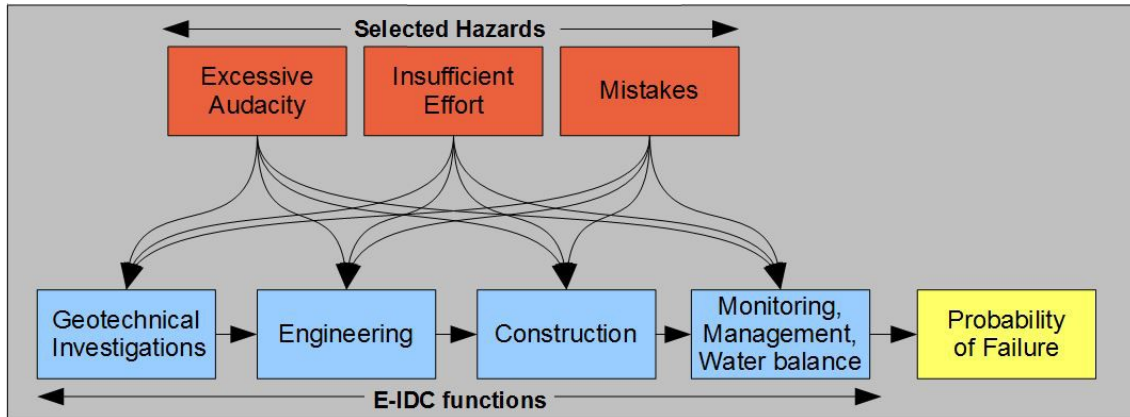 Selected Hazards
Excessive
Audacity
Insufficient
Effort
Mistakes
Geotechnical
Investigations
Engineering
Construction
Monitoring,
Management,
Water balance
Probability
of Failure
E-IDC functions